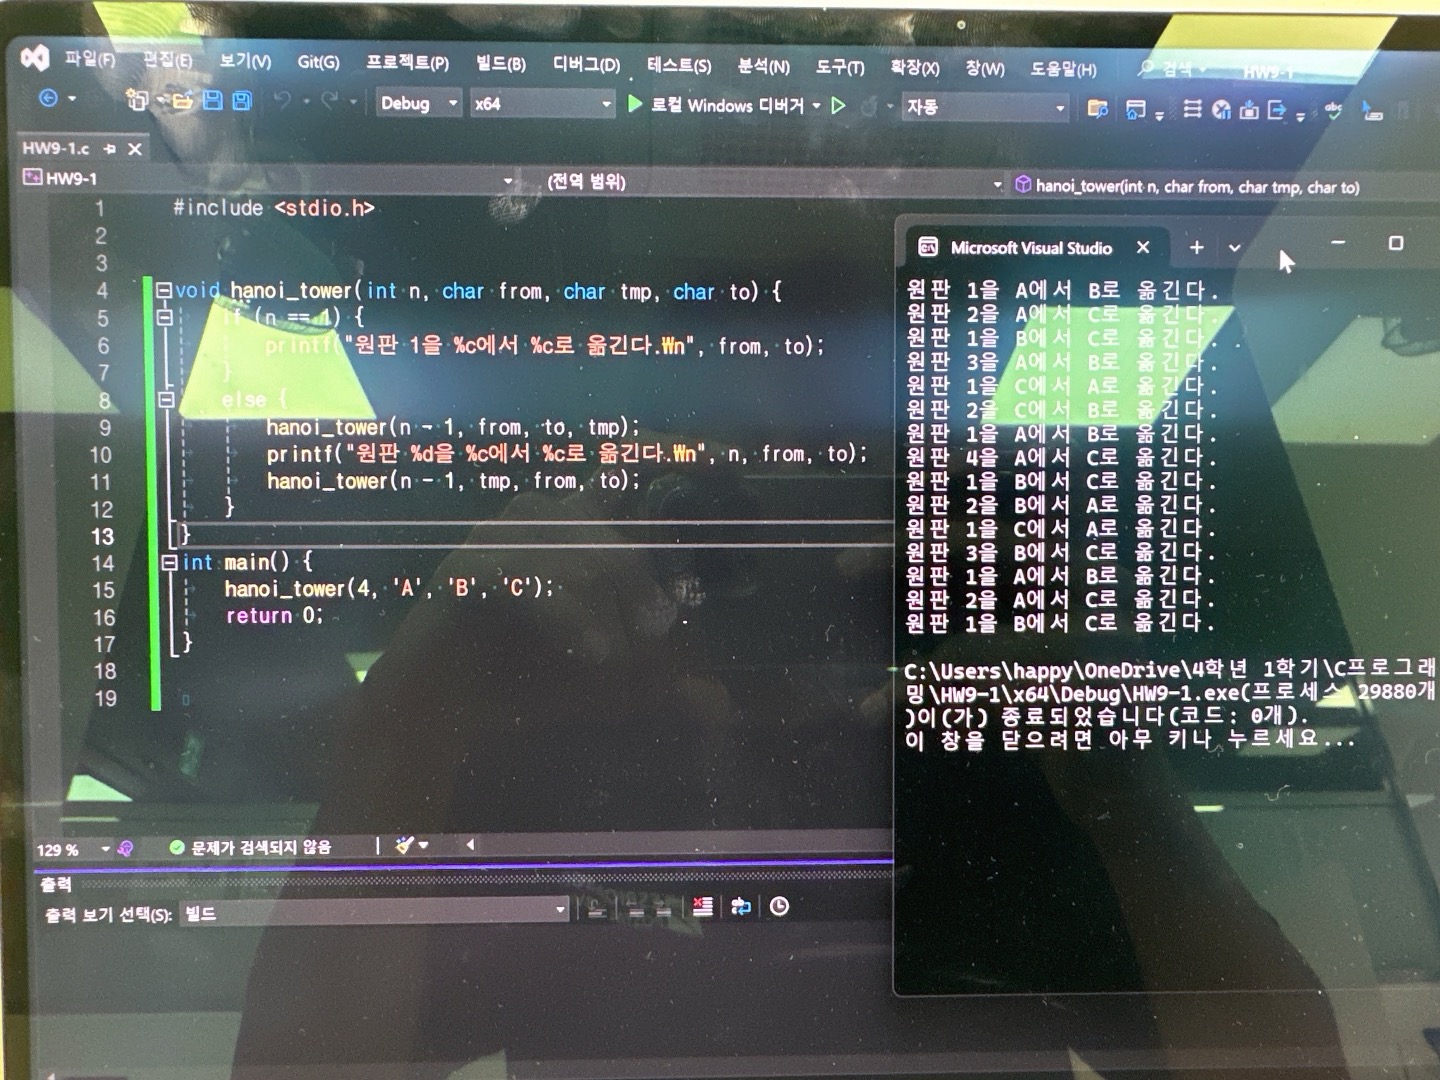 파일(F) 편집(E) 보기(V) Git(G) 프로젝트(P) 빌드(B) 디버그(D) 테스트(S) 분석(N) 도구(T) 확장(X) 창(W) 도움말(H) 검색 HW9-1
Debug x64 로컬 Windows 디버거 자동
HW9-1.c
HW9-1 (전역 범위) hanoi_tower(int n, char from, char tmp, char to)
1 #include <stdio.h>
2
3
4 void hanoi_tower(int n, char from, char tmp, char to) {
5 if (n == 1) {
6 printf("원판 1을 %c에서 %c로 옮긴다.₩n", from, to);
7 }
8 else {
9 hanoi_tower(n - 1, from, to, tmp);
10 printf("원판 %d을 %c에서 %c로 옮긴다.₩n", n, from, to);
11 hanoi_tower(n - 1, tmp, from, to);
12 }
13 }
14 int main() {
15 hanoi_tower(4, 'A', 'B', 'C');
16 return 0;
17 }
18
19
129 % 문제가 검색되지 않음
출력
출력 보기 선택(S): 빌드
Microsoft Visual Studio
원판 1을 A에서 B로 옮긴다.
원판 2을 A에서 C로 옮긴다.
원판 1을 B에서 C로 옮긴다.
원판 3을 A에서 B로 옮긴다.
원판 1을 C에서 A로 옮긴다.
원판 2을 C에서 B로 옮긴다.
원판 1을 A에서 B로 옮긴다.
원판 4을 A에서 C로 옮긴다.
원판 1을 B에서 C로 옮긴다.
원판 2을 B에서 A로 옮긴다.
원판 1을 C에서 A로 옮긴다.
원판 3을 B에서 C로 옮긴다.
원판 1을 A에서 B로 옮긴다.
원판 2을 A에서 C로 옮긴다.
원판 1을 B에서 C로 옮긴다.
C:\Users\happy\OneDrive\4학년 1학기\C프로그래
밍\HW9-1\x64\Debug\HW9-1.exe(프로세스 29880개
)이(가) 종료되었습니다(코드: 0개).
이 창을 닫으려면 아무 키나 누르세요...